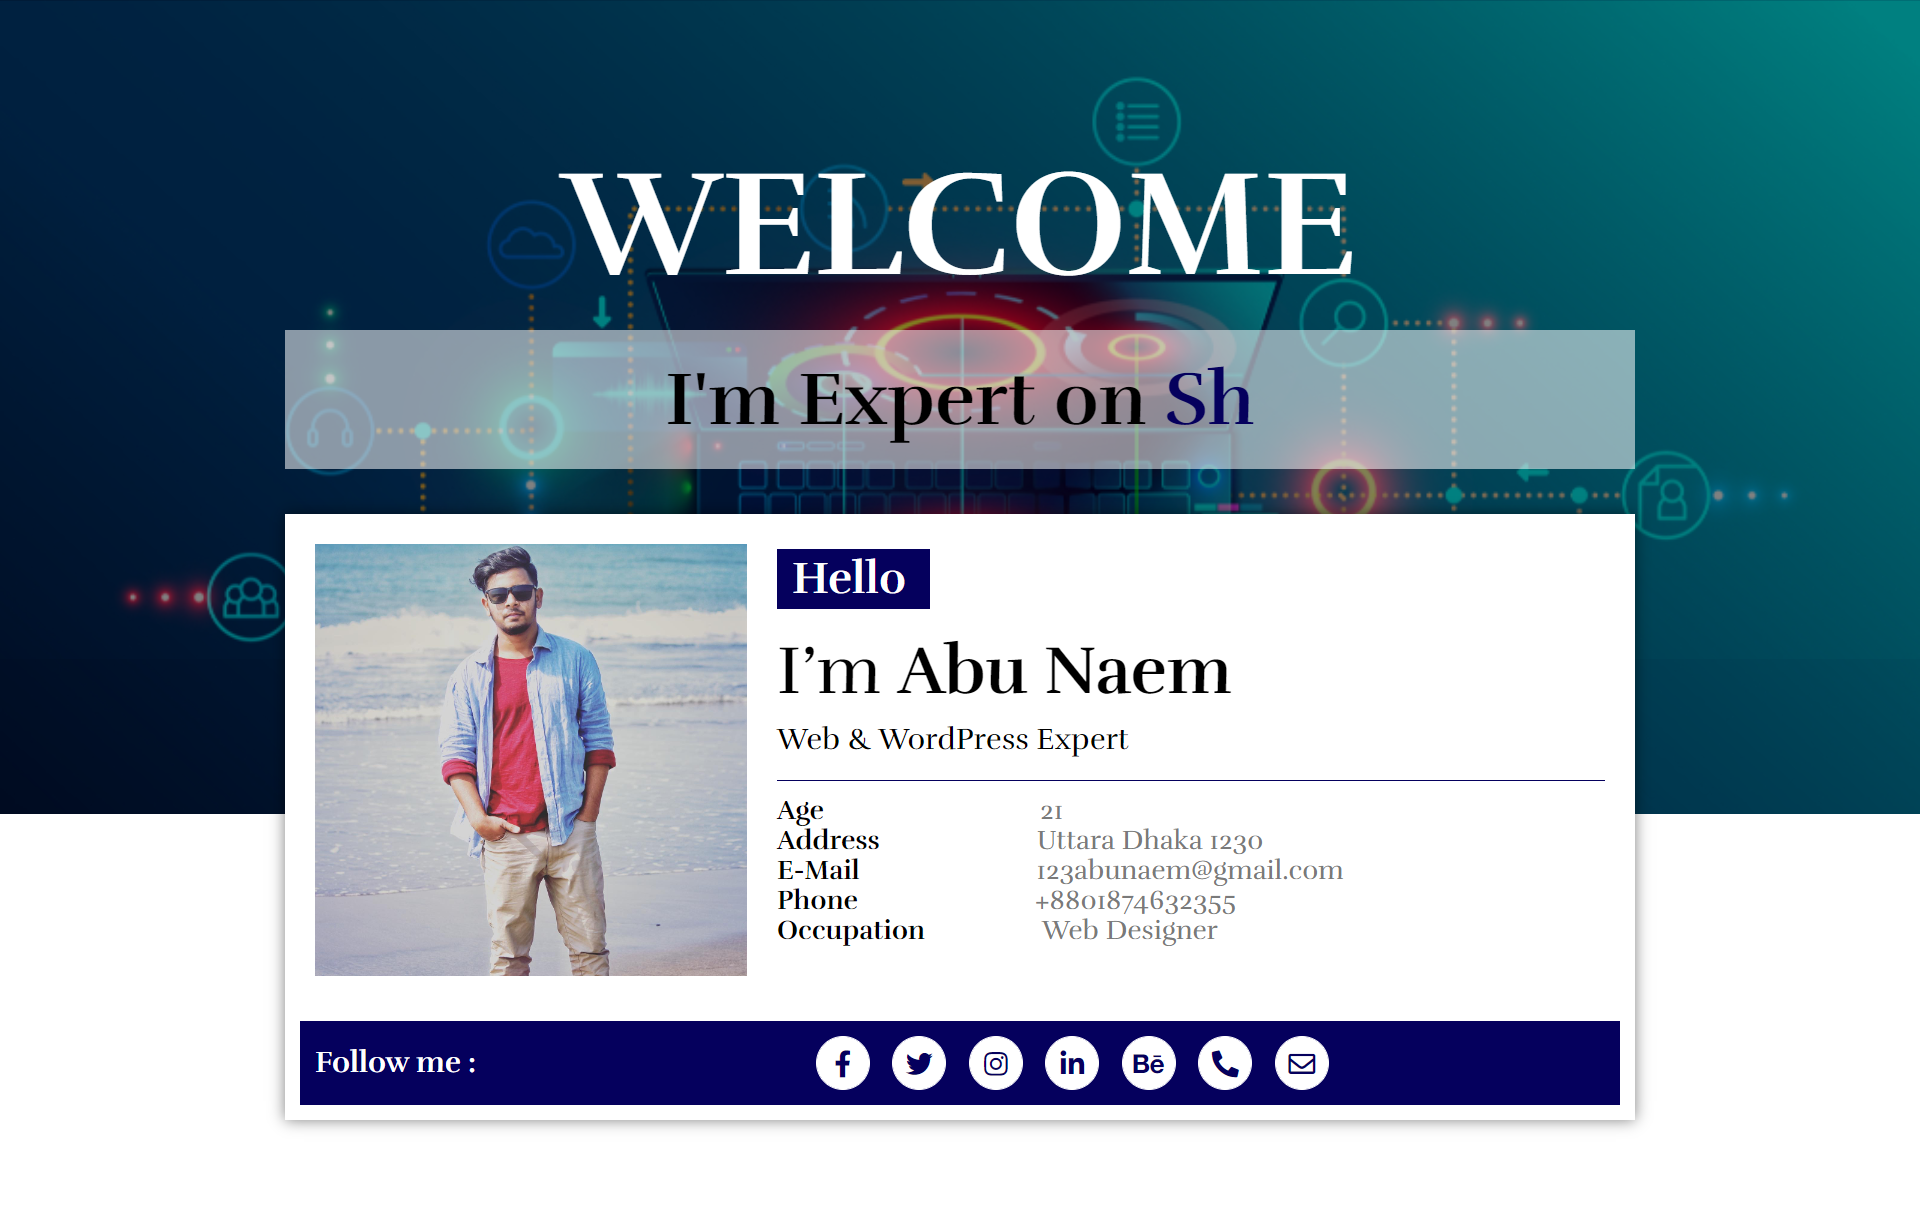 WELCOME
I'm Expert on Sh
Hello
I’m Abu Naem
Web & WordPress Expert
Age 21
Address Uttara Dhaka 1230
E-Mail 123abunaem@gmail.com
Phone +8801874632355
Occupation Web Designer
Follow me :
Bē